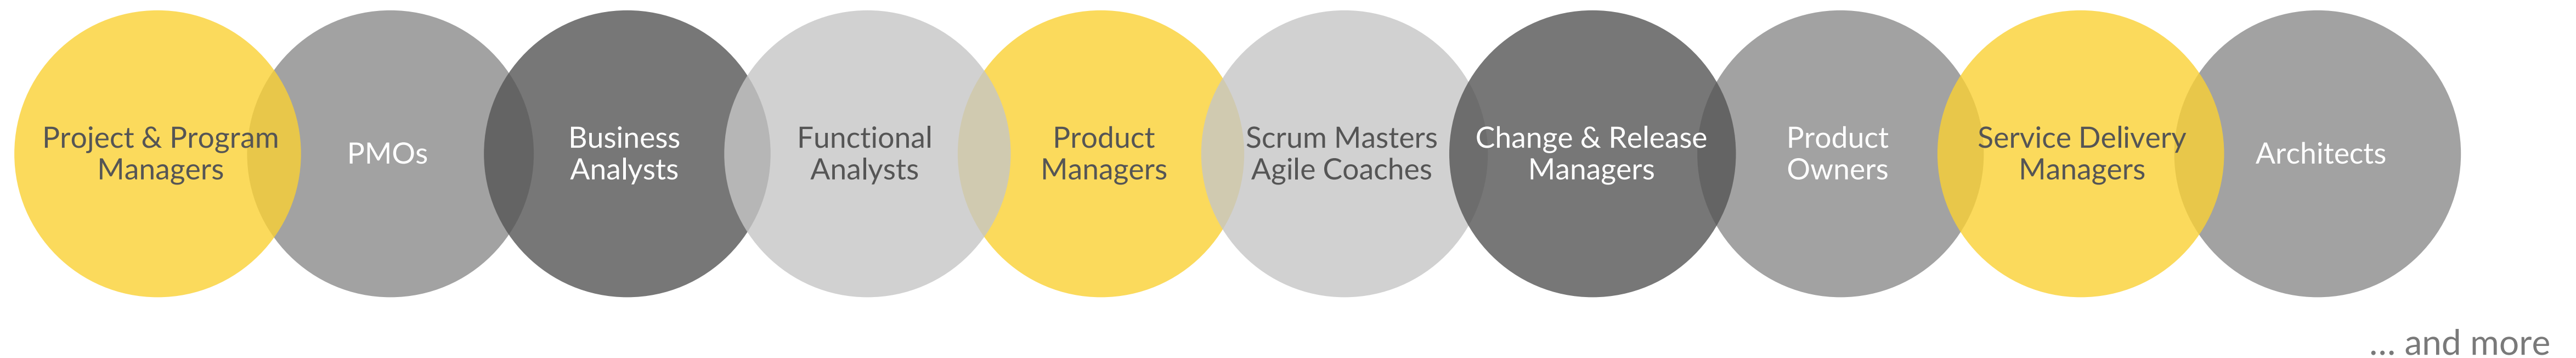 Project & Program
Managers
PMOs
Business
Analysts
Functional
Analysts
Product
Managers
Scrum Masters
Agile Coaches
Change & Release
Managers
Product
Owners
Service Delivery
Managers
Architects
... and more